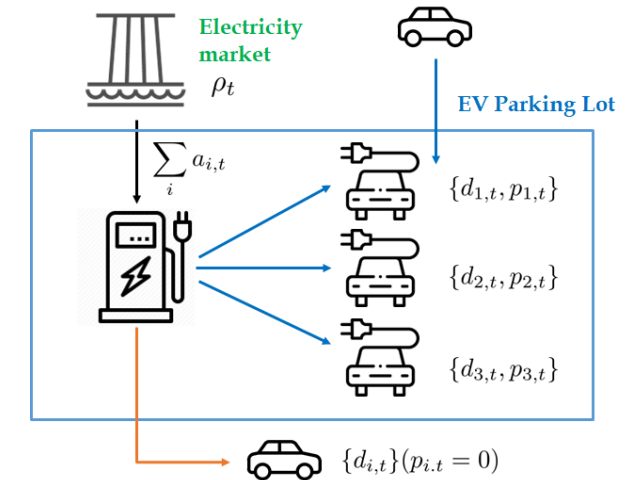 Electricity
market
ρ_t
EV Parking Lot
∑_i a_{i,t}
{d_{1,t}, p_{1,t}}
{d_{2,t}, p_{2,t}}
{d_{3,t}, p_{3,t}}
{d_{i,t}}(p_{i.t} = 0)